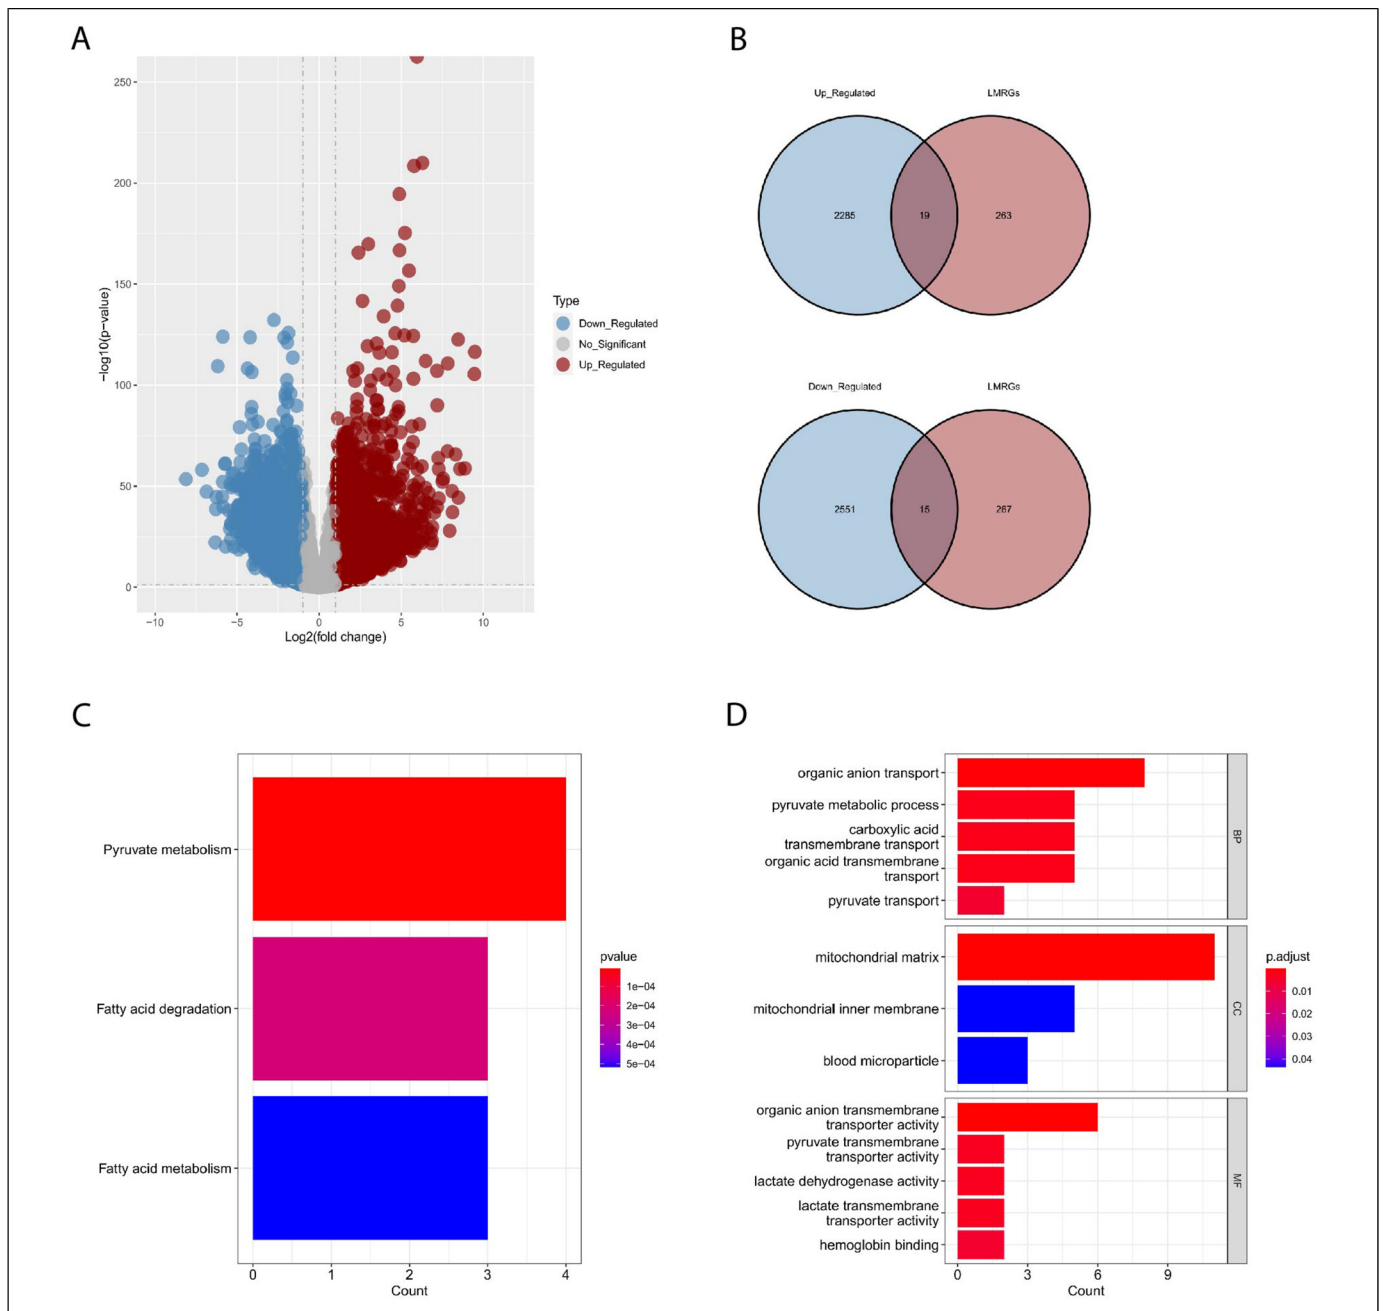 A
250
200
150
100
50
0
−log10(p−value)
−10
−5
0
5
10
Log2(fold change)
Type
Down_Regulated
No_Significant
Up_Regulated
B
Up_Regulated
LMRGs
2285
19
263
Down_Regulated
LMRGs
2551
15
267
C
Pyruvate metabolism
Fatty acid degradation
Fatty acid metabolism
0
1
2
3
4
Count
pvalue
1e−04
2e−04
3e−04
4e−04
5e−04
D
organic anion transport
pyruvate metabolic process
carboxylic acid
transmembrane transport
organic acid transmembrane
transport
pyruvate transport
BP
mitochondrial matrix
mitochondrial inner membrane
blood microparticle
CC
organic anion transmembrane
transporter activity
pyruvate transmembrane
transporter activity
lactate dehydrogenase activity
lactate transmembrane
transporter activity
hemoglobin binding
MF
0
3
6
9
Count
p.adjust
0.01
0.02
0.03
0.04